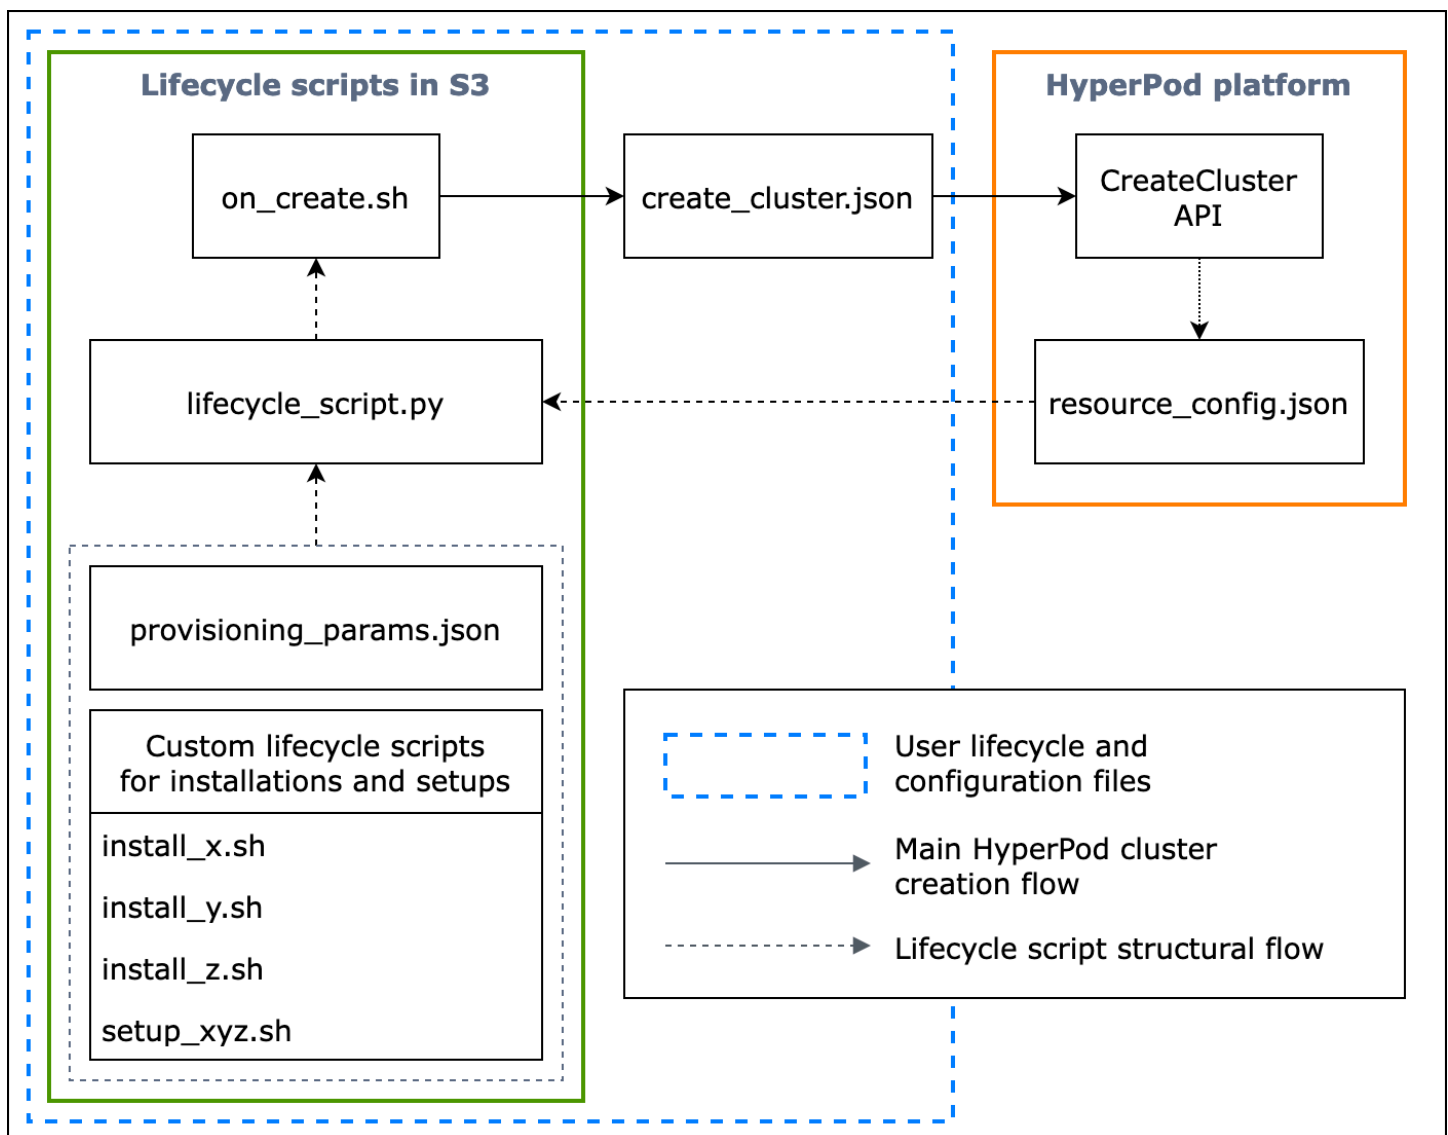 Lifecycle scripts in S3
HyperPod platform
on_create.sh
create_cluster.json
CreateCluster
API
lifecycle_script.py
resource_config.json
provisioning_params.json
Custom lifecycle scripts
for installations and setups
install_x.sh
install_y.sh
install_z.sh
setup_xyz.sh
User lifecycle and
configuration files
Main HyperPod cluster
creation flow
Lifecycle script structural flow